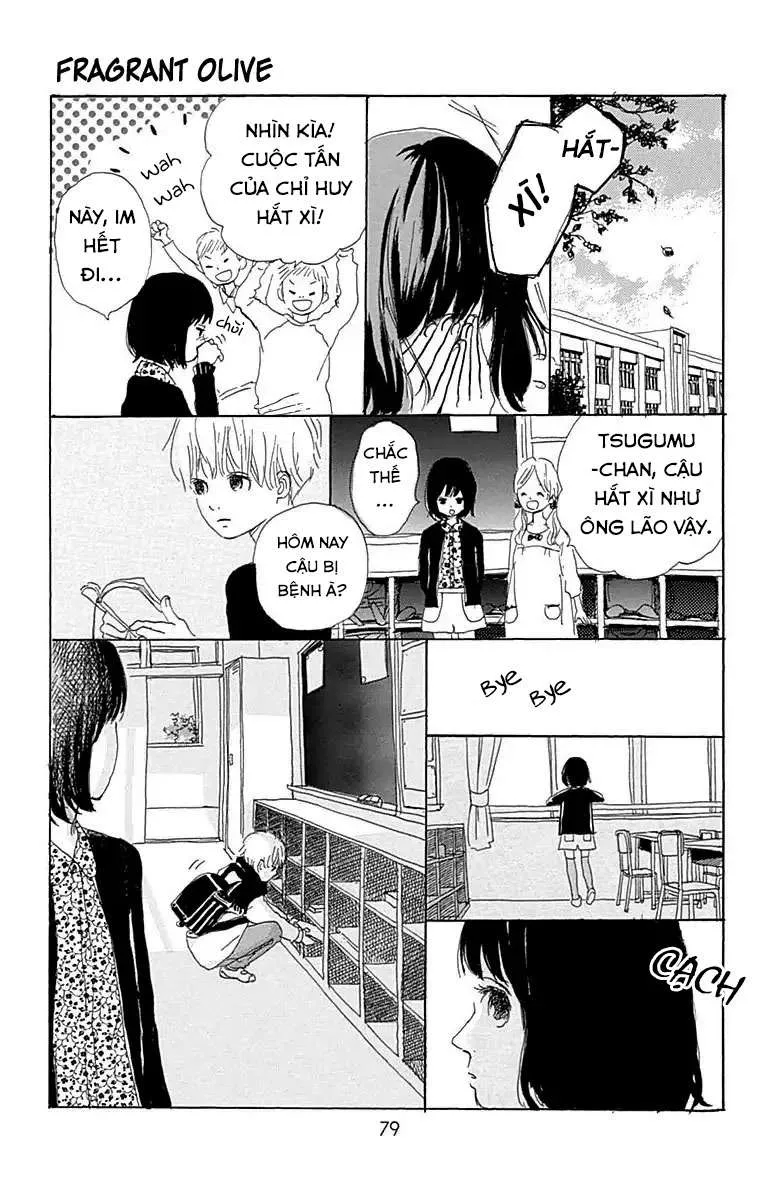 FRAGRANT OLIVE
HẮT-
XÌ!
NHÌN KÌA!
CUỘC TẤN
CỦA CHỈ HUY
HẮT XÌ!
WAH
WAH
NÀY, IM
HẾT
ĐI...
chùi
TSUGUMU
-CHAN, CẬU
HẮT XÌ NHƯ
ÔNG LÃO VẬY.
CHẮC
THẾ
...
HÔM NAY
CẬU BỊ
BỆNH À?
BYE
BYE
CẠCH
79